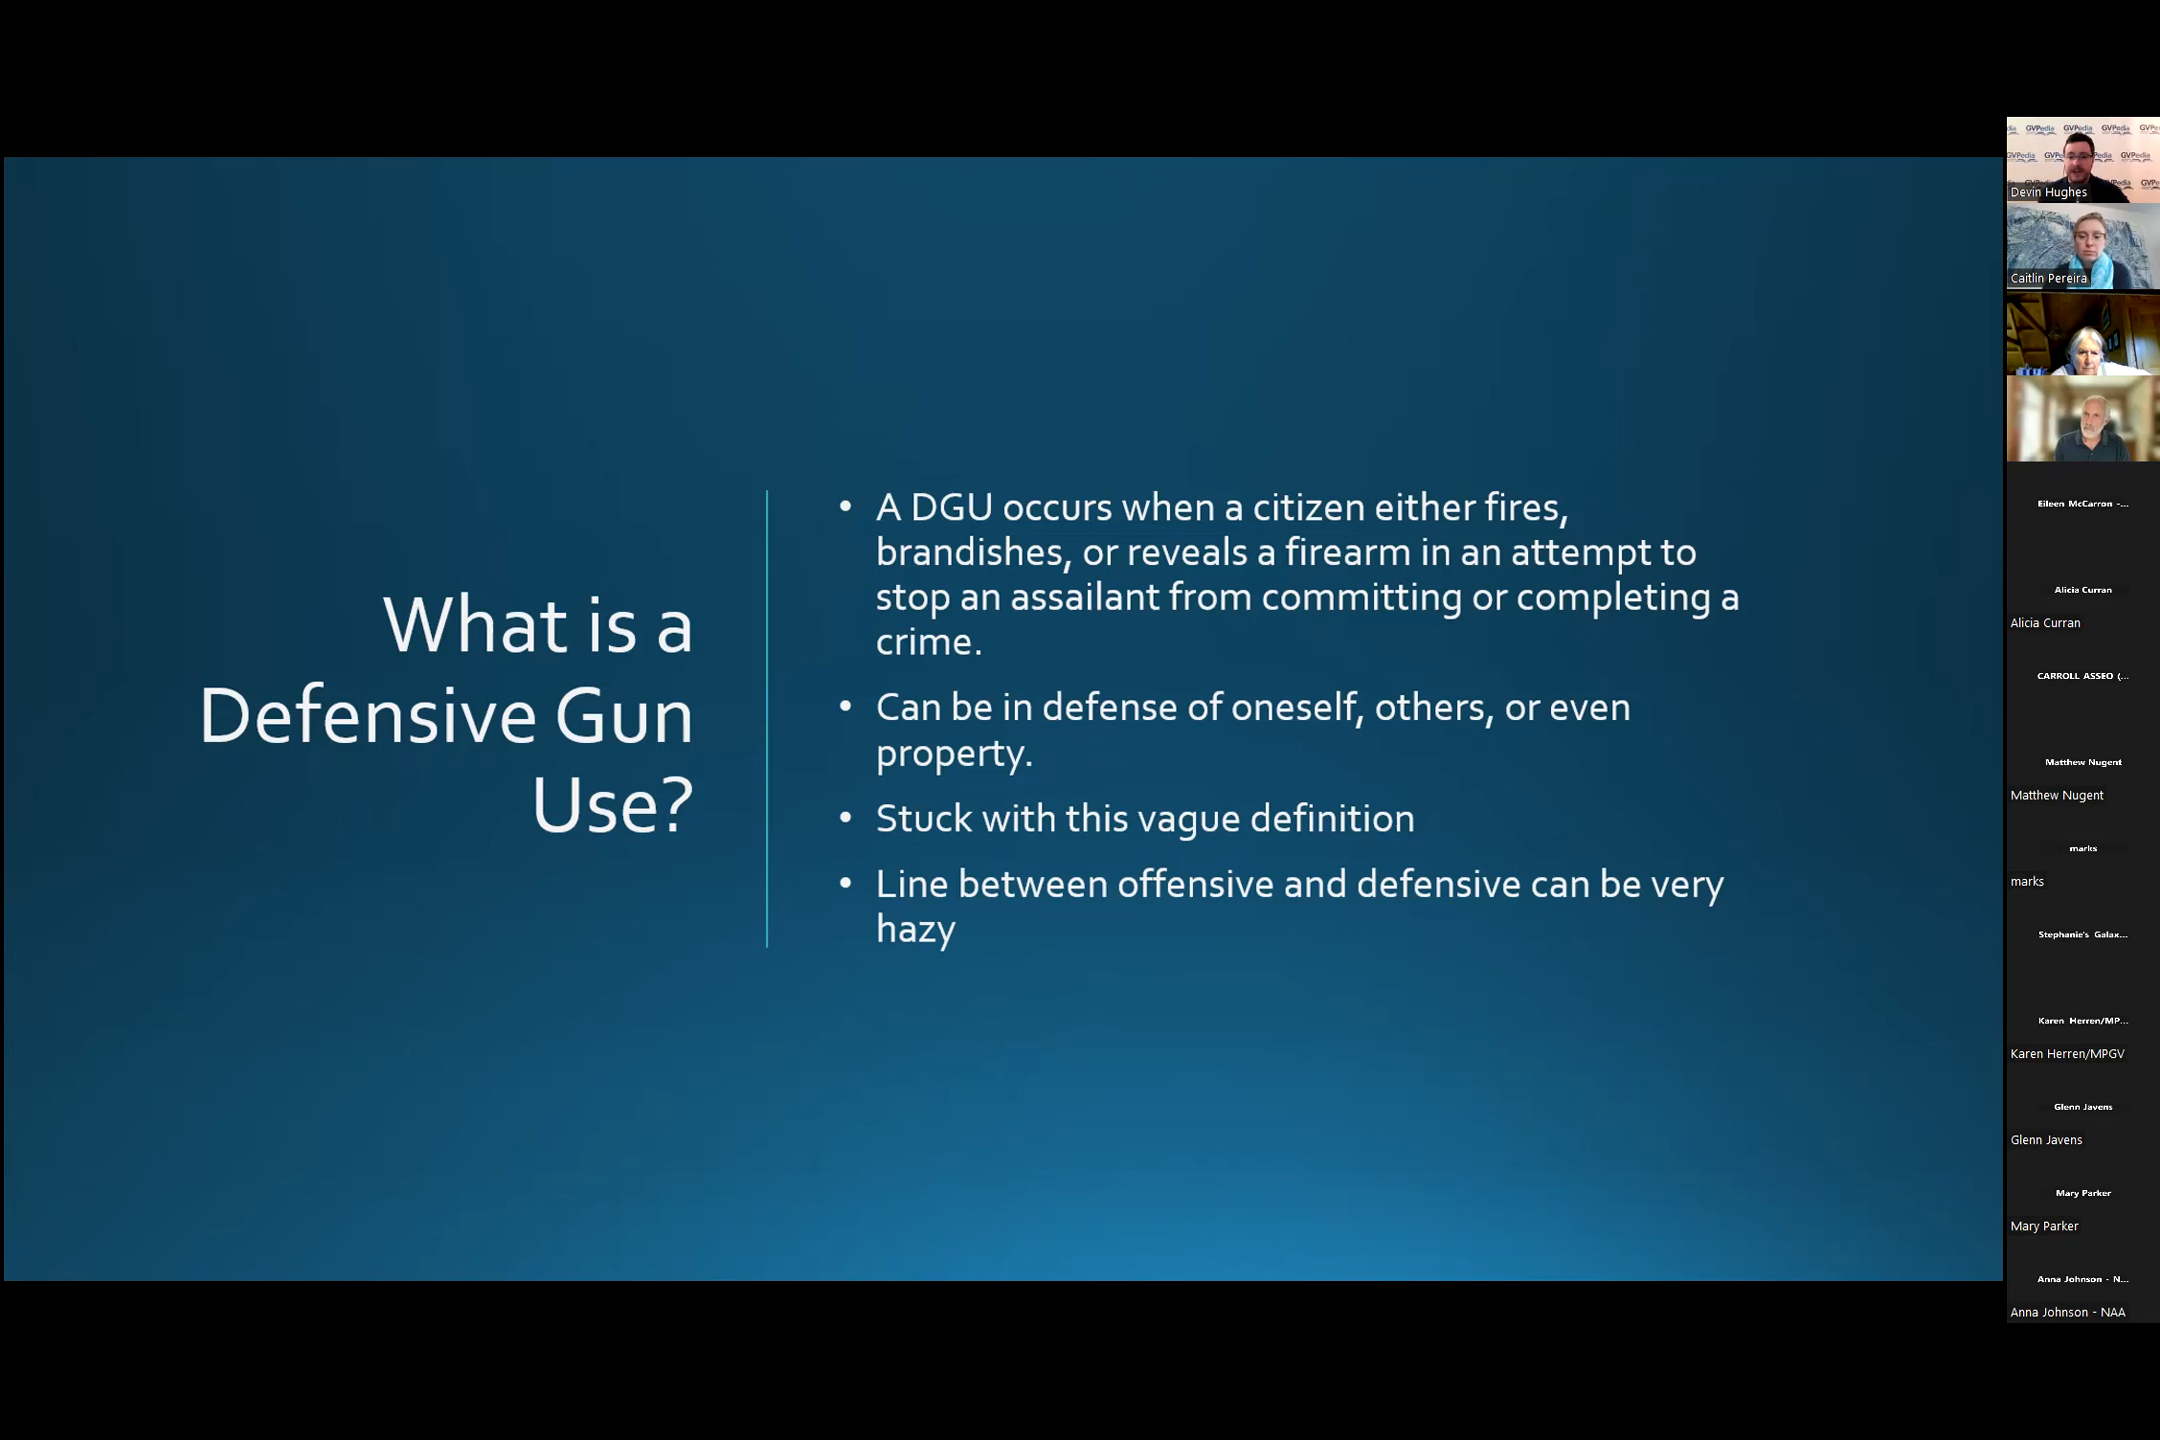 What is a
Defensive Gun
Use?
• A DGU occurs when a citizen either fires,
brandishes, or reveals a firearm in an attempt to
stop an assailant from committing or completing a
crime.
• Can be in defense of oneself, others, or even
property.
• Stuck with this vague definition
• Line between offensive and defensive can be very
hazy
GVPedia GVPedia GVPedia
GVPedia
Devin Hughes
Caitlin Pereira
Eileen McCarron -...
Alicia Curran
Alicia Curran
CARROLL ASSEO (...
Matthew Nugent
Matthew Nugent
marks
marks
Stephanie's Galax...
Karen Herren/MP...
Karen Herren/MPGV
Glenn Javens
Glenn Javens
Mary Parker
Mary Parker
Anna Johnson - N...
Anna Johnson - NAA